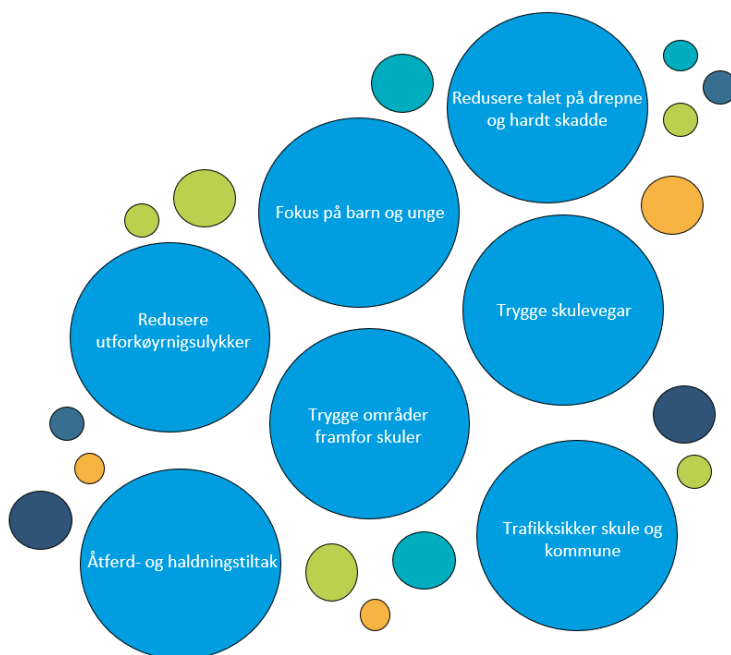 Redusere talet på drepne
og hardt skadde
Fokus på barn og unge
Trygge skulevegar
Redusere
utforkøyrnigsulykker
Trygge områder
framfor skuler
Trafikksikker skule og
kommune
Åtferd- og haldningstiltak